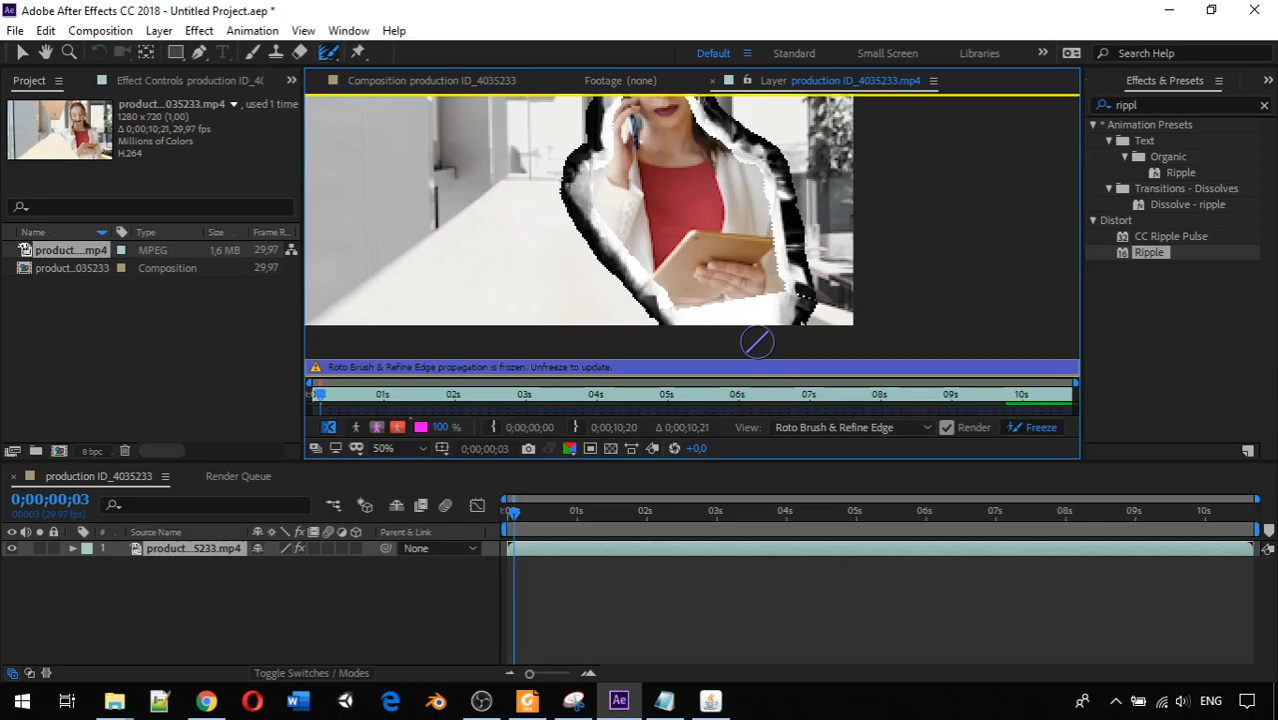 Adobe After Effects CC 2018 - Untitled Project.aep *
File Edit Composition Layer Effect Animation View Window Help
Default Standard Small Screen Libraries Search Help
Project Effect Controls production ID_4(
Composition production ID_4035233 Footage (none) Layer production ID_4035233.mp4
Effects & Presets
product...035233.mp4 , used 1 time
1280 x 720 (1,00)
Δ 0;00;10;21, 29,97 fps
Millions of Colors
H.264
rippl
* Animation Presets
Text
Organic
Ripple
Transitions - Dissolves
Dissolve - ripple
Distort
CC Ripple Pulse
Ripple
Name Type Size Frame R...
product....mp4 MPEG 1,6 MB 29,97
product...035233 Composition 29,97
Roto Brush & Refine Edge propagation is frozen. Unfreeze to update.
01s 02s 03s 04s 05s 06s 07s 08s 09s 10s
100 % 0;00;00;00 0;00;10;20 Δ 0;00;10;21 View: Roto Brush & Refine Edge Render Freeze
8 bpc 50% 0;00;00;03 +0,0
production ID_4035233 Render Queue
0;00;00;03
00003 (29.97 fps)
01s 02s 03s 04s 05s 06s 07s 08s 09s 10s
# Source Name Parent & Link
1 product...5233.mp4 None
Toggle Switches / Modes
ENG